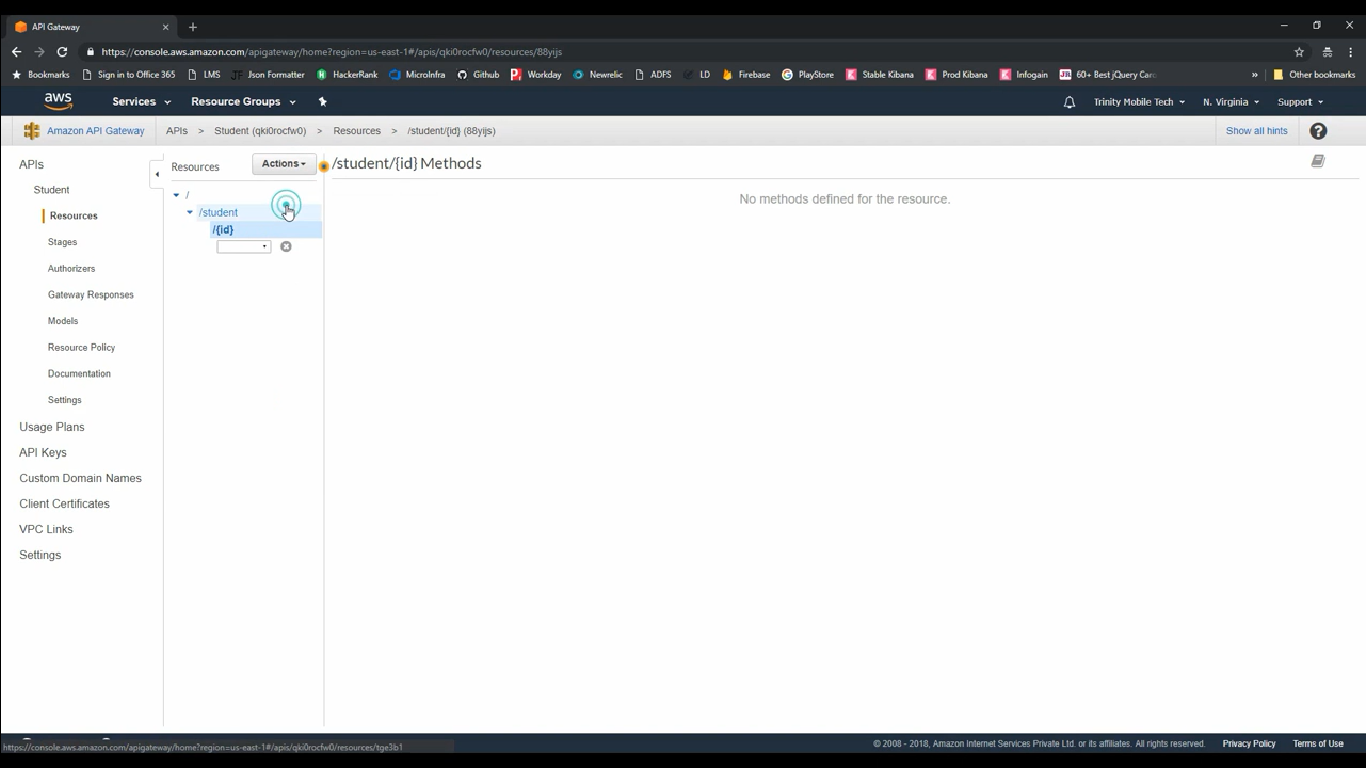 API Gateway
https://console.aws.amazon.com/apigateway/home?region=us-east-1#/apis/qki0rocfw0/resources/88yijs
Bookmarks Sign in to Office 365 LMS Json Formatter HackerRank MicroInfra Github Workday Newrelic .ADFS LD Firebase PlayStore Stable Kibana Prod Kibana Infogain 60+ Best jQuery Caro » Other bookmarks
aws Services Resource Groups Trinity Mobile Tech N. Virginia Support
Amazon API Gateway APIs > Student (qki0rocfw0) > Resources > /student/{id} (88yijs) Show all hints
APIs
Student
Resources
Stages
Authorizers
Gateway Responses
Models
Resource Policy
Documentation
Settings
Usage Plans
API Keys
Custom Domain Names
Client Certificates
VPC Links
Settings
Resources Actions
/
/student
/{id}
/student/{id} Methods
No methods defined for the resource.
https://console.aws.amazon.com/apigateway/home?region=us-east-1#/apis/qki0rocfw0/resources/tge3b1
© 2008 - 2018, Amazon Internet Services Private Ltd. or its affiliates. All rights reserved. Privacy Policy Terms of Use